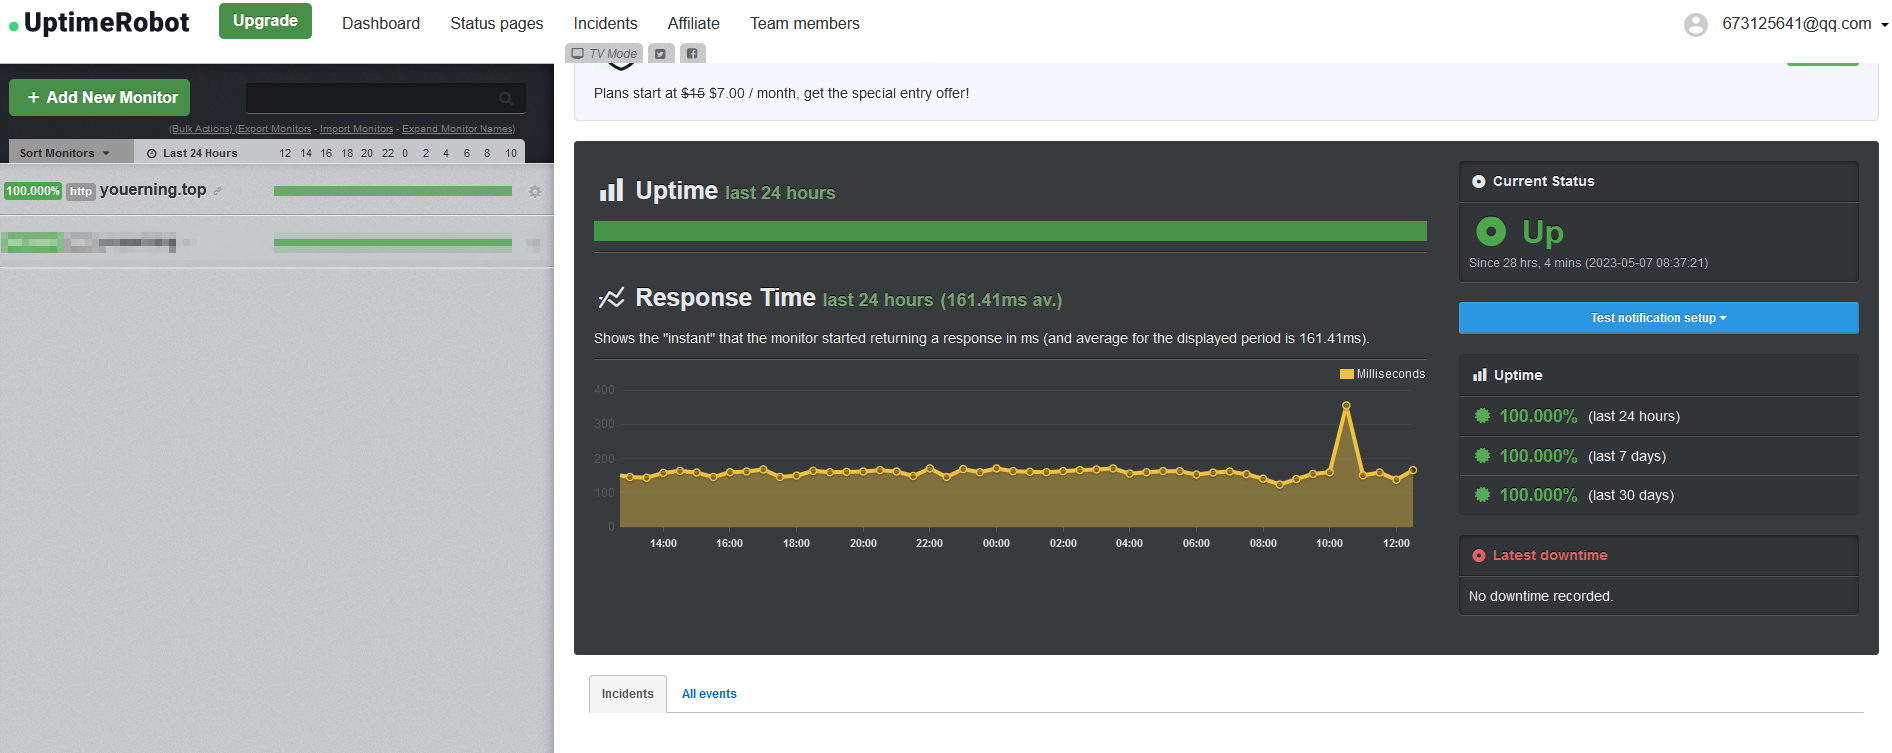 UptimeRobot
Upgrade
Dashboard
Status pages
Incidents
Affiliate
Team members
673125641@qq.com
TV Mode
+ Add New Monitor
(Bulk Actions) (Export Monitors - Import Monitors - Expand Monitor Names)
Sort Monitors
Last 24 Hours
12 14 16 18 20 22 0 2 4 6 8 10
100.000% http youerning.top
Plans start at $15 $7.00 / month, get the special entry offer!
Uptime last 24 hours
Response Time last 24 hours (161.41ms av.)
Shows the "instant" that the monitor started returning a response in ms (and average for the displayed period is 161.41ms).
Milliseconds
400
300
200
100
0
14:00 16:00 18:00 20:00 22:00 00:00 02:00 04:00 06:00 08:00 10:00 12:00
Current Status
Up
Since 28 hrs, 4 mins (2023-05-07 08:37:21)
Test notification setup
Uptime
100.000% (last 24 hours)
100.000% (last 7 days)
100.000% (last 30 days)
Latest downtime
No downtime recorded.
Incidents
All events